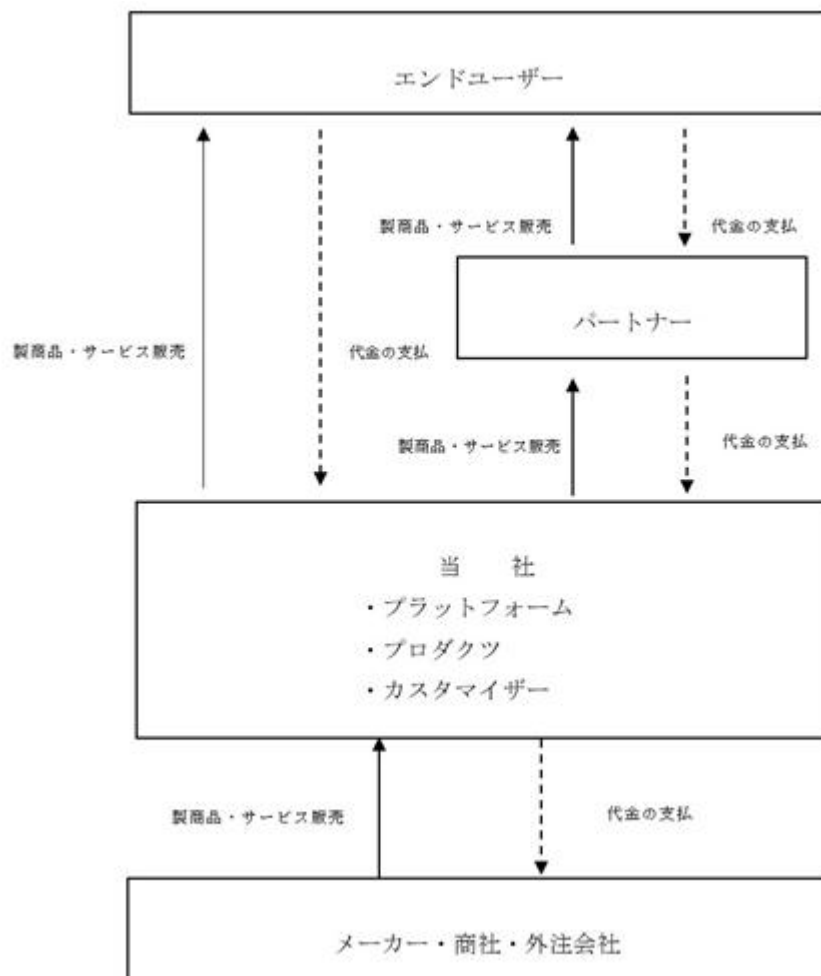 エンドユーザー
製商品・サービス販売
代金の支払
パートナー
製商品・サービス販売
代金の支払
製商品・サービス販売
代金の支払
当　　社
・プラットフォーム
・プロダクツ
・カスタマイザー
製商品・サービス販売
代金の支払
メーカー・商社・外注会社